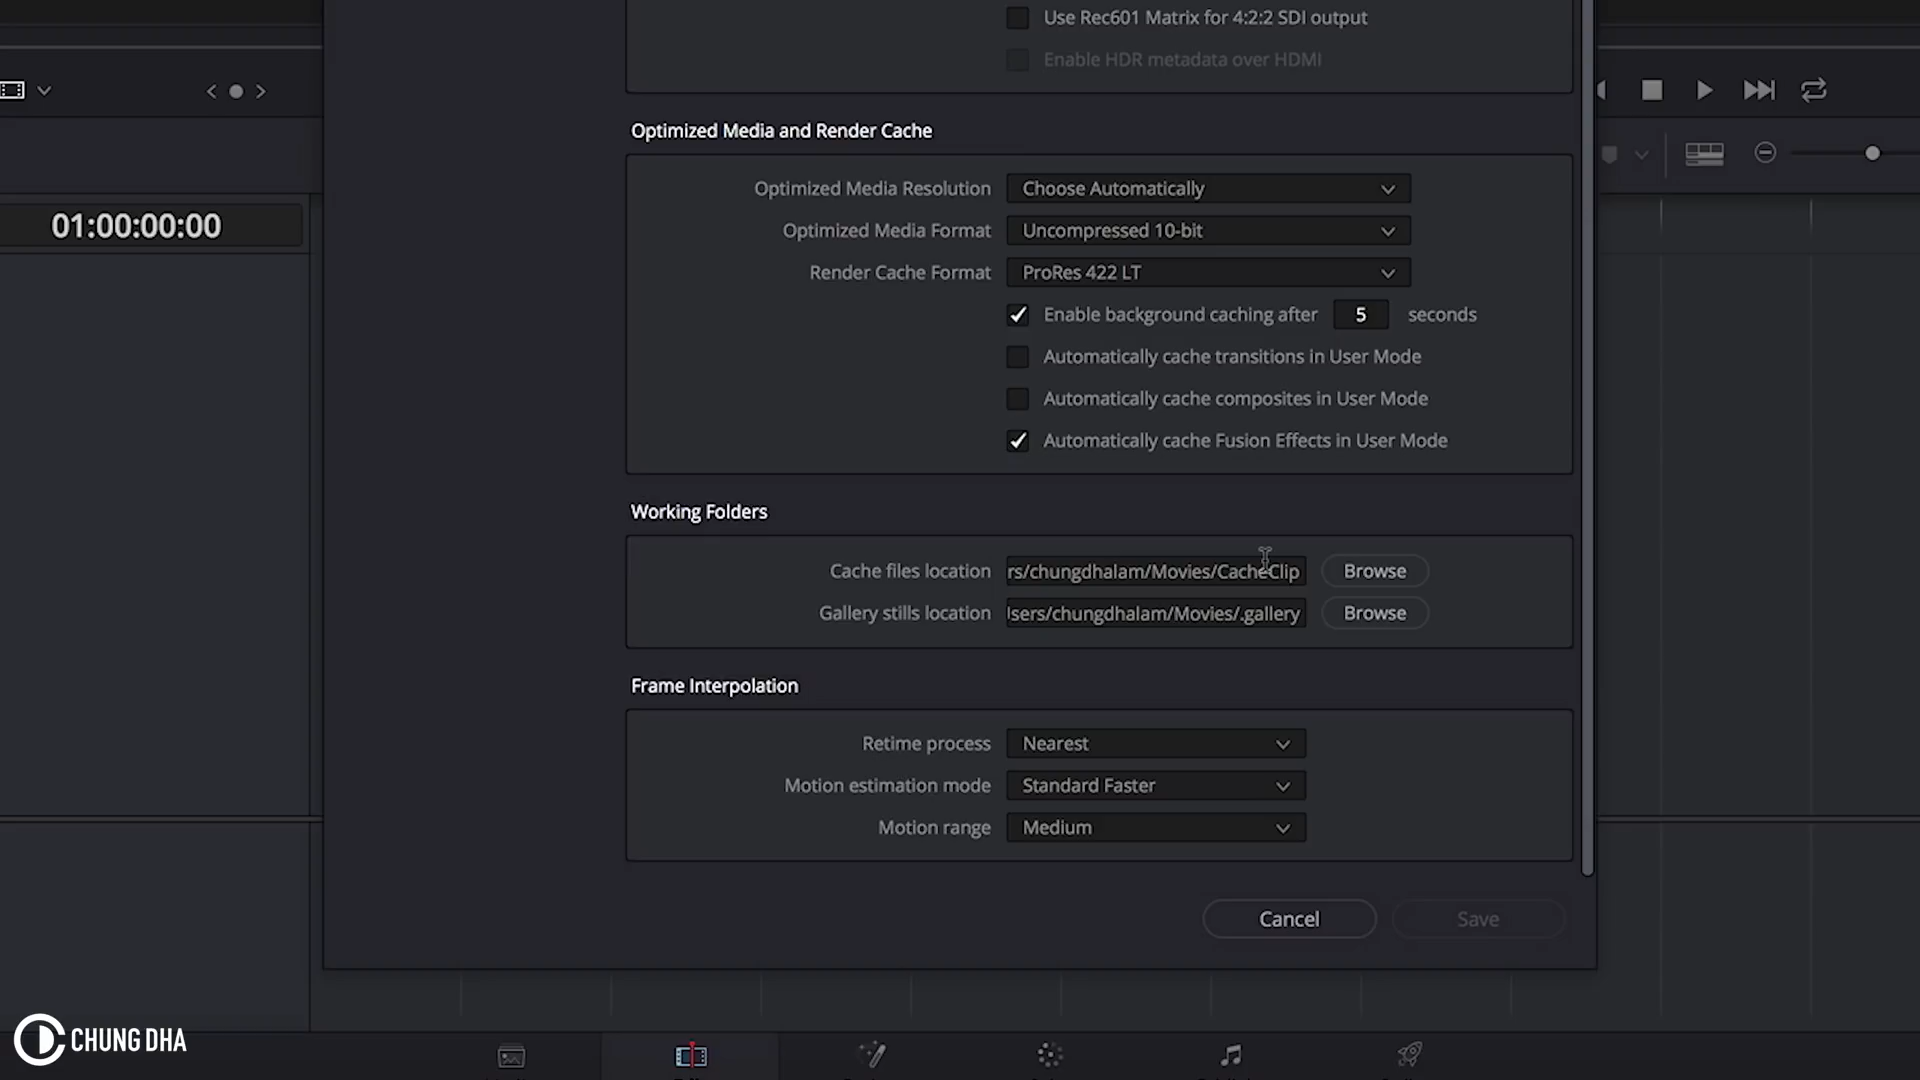 Use Rec601 Matrix for 4:2:2 SDI output
Enable HDR metadata over HDMI
Optimized Media and Render Cache
Optimized Media Resolution Choose Automatically
01:00:00:00
Optimized Media Format Uncompressed 10-bit
Render Cache Format ProRes 422 LT
Enable background caching after 5 seconds
Automatically cache transitions in User Mode
Automatically cache composites in User Mode
Automatically cache Fusion Effects in User Mode
Working Folders
Cache files location rs/chungdhalam/Movies/CacheClip Browse
Gallery stills location sers/chungdhalam/Movies/.gallery Browse
Frame Interpolation
Retime process Nearest
Motion estimation mode Standard Faster
Motion range Medium
Cancel Save
CHUNG DHA